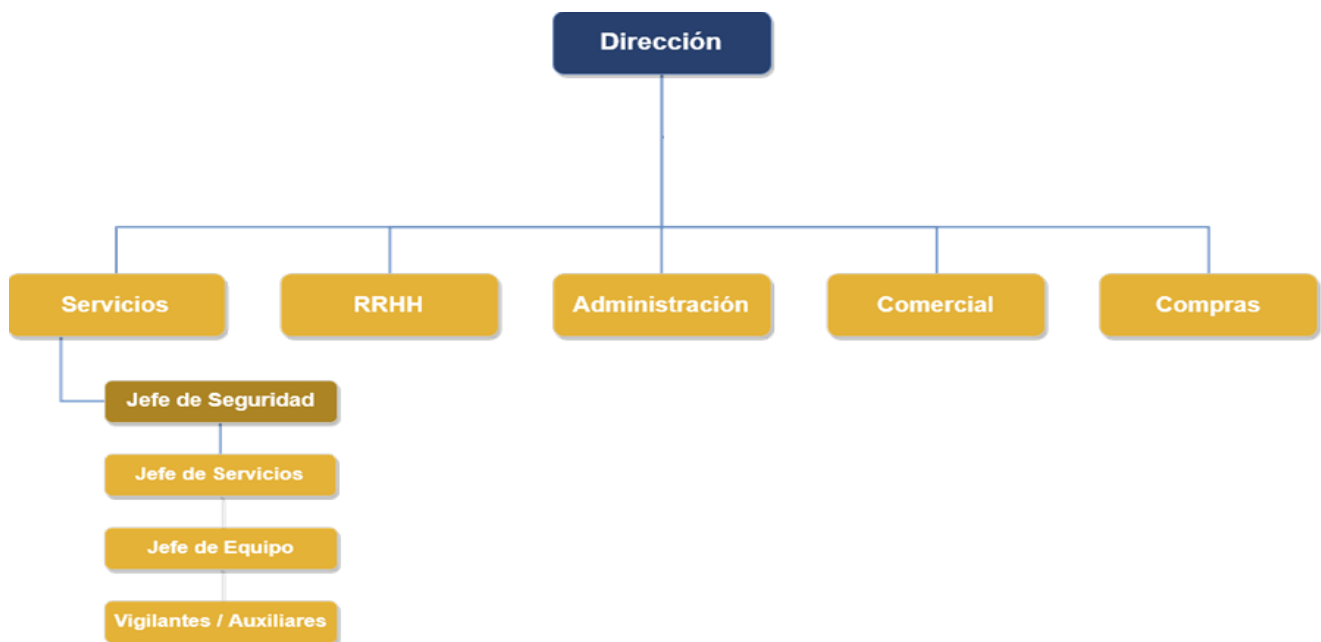 Dirección
Servicios
RRHH
Administración
Comercial
Compras
Jefe de Seguridad
Jefe de Servicios
Jefe de Equipo
Vigilantes / Auxiliares